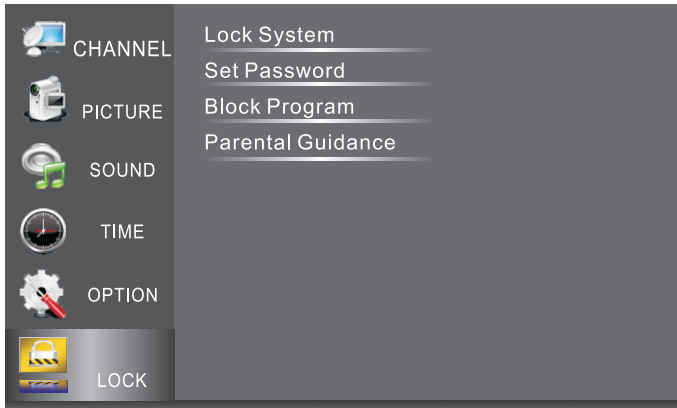 CHANNEL
PICTURE
SOUND
TIME
OPTION
LOCK
Lock System
Set Password
Block Program
Parental Guidance